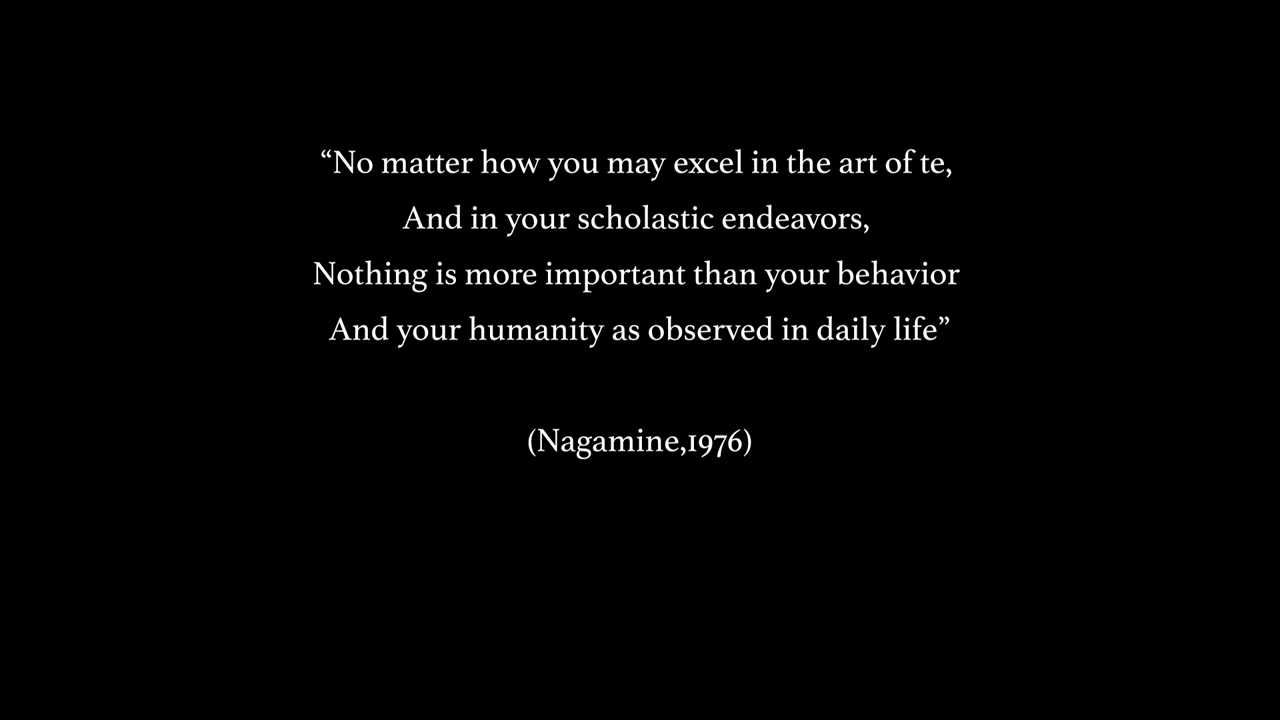 “No matter how you may excel in the art of te,
And in your scholastic endeavors,
Nothing is more important than your behavior
And your humanity as observed in daily life”
(Nagamine,1976)